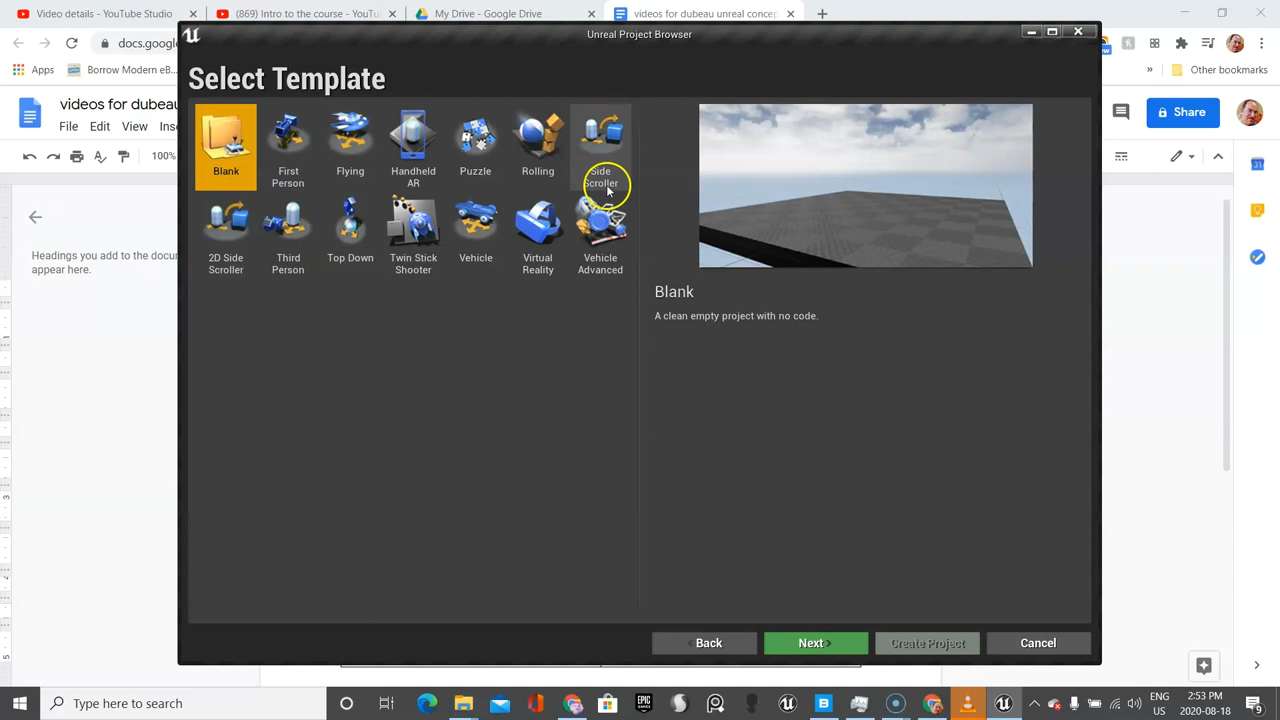 Video details - YouTube Studio
(869) Intro to the course - YouTu
My Drive - Google Drive
videos for dubeau unreal concep
Unreal Project Browser
docs.goog
Apps
Borrow Modern eB
Other bookmarks
Select Template
videos for dubeau
File
Edit
View
Share
100%
Blank
First
Person
Flying
Handheld
AR
Puzzle
Rolling
Side
Scroller
2D Side
Scroller
Third
Person
Top Down
Twin Stick
Shooter
Vehicle
Virtual
Reality
Vehicle
Advanced
Headings you add to the docu
appear here.
Blank
A clean empty project with no code.
< Back
Next >
Create Project
Cancel
Type here to search
EPIC
GAMES
ENG
US
2:53 PM
2020-08-18
9